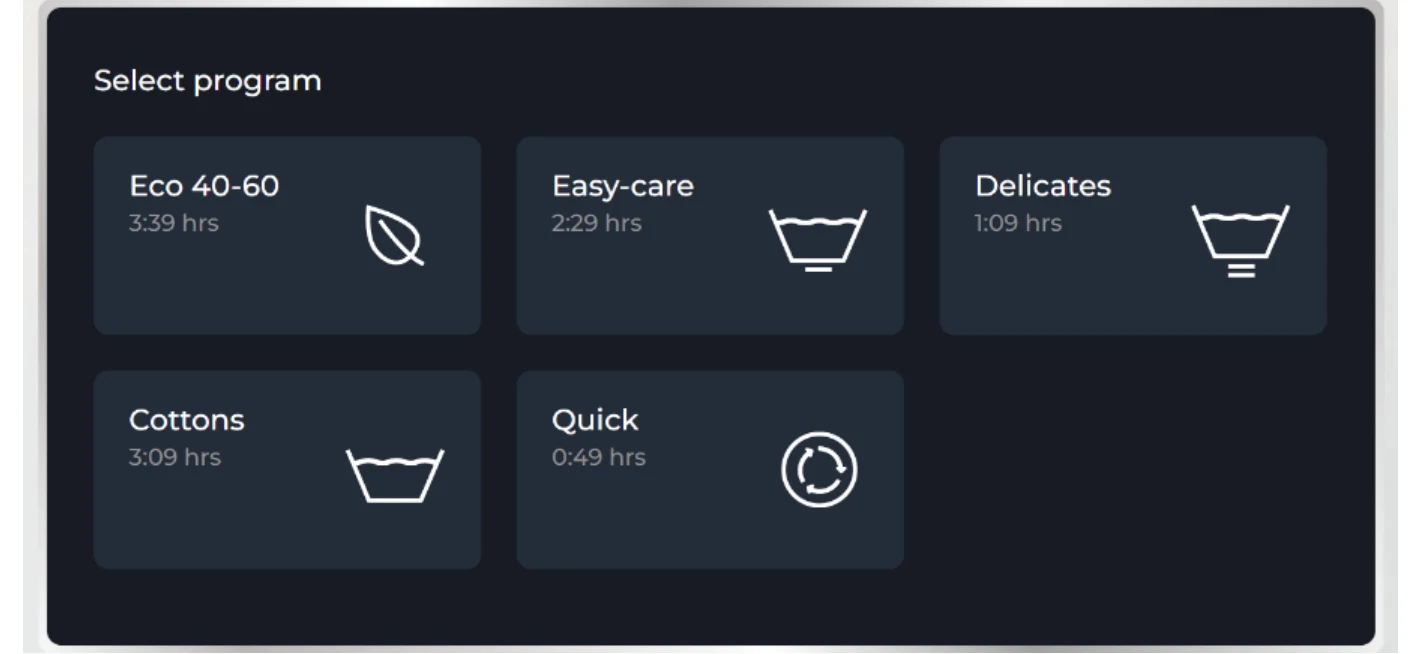 Select program
Eco 40-60
3:39 hrs
Easy-care
2:29 hrs
Delicates
1:09 hrs
Cottons
3:09 hrs
Quick
0:49 hrs